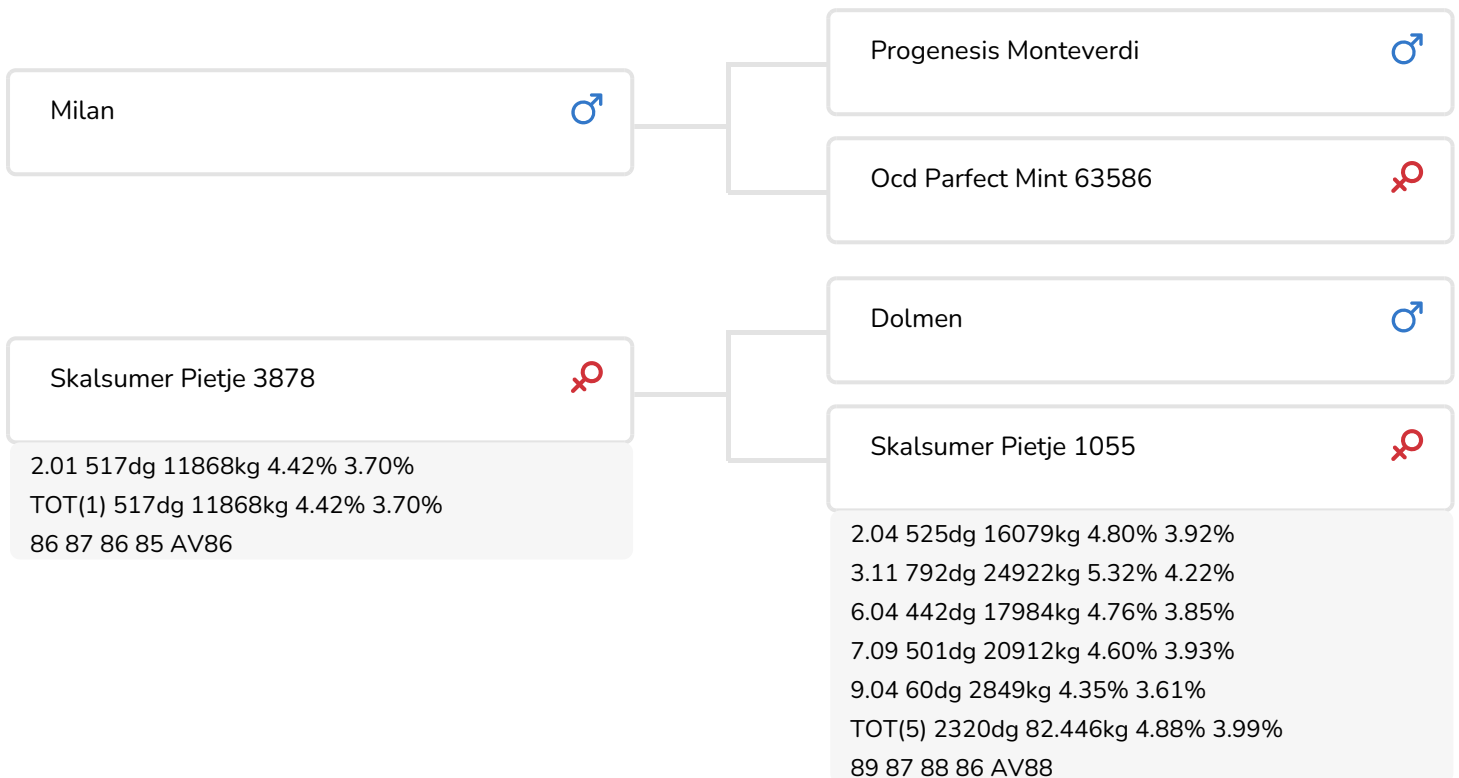 Progenesis Monteverdi
Milan
Ocd Parfect Mint 63586
Dolmen
Skalsumer Pietje 3878
2.01 517dg 11868kg 4.42% 3.70%
TOT(1) 517dg 11868kg 4.42% 3.70%
86 87 86 85 AV86
Skalsumer Pietje 1055
2.04 525dg 16079kg 4.80% 3.92%
3.11 792dg 24922kg 5.32% 4.22%
6.04 442dg 17984kg 4.76% 3.85%
7.09 501dg 20912kg 4.60% 3.93%
9.04 60dg 2849kg 4.35% 3.61%
TOT(5) 2320dg 82.446kg 4.88% 3.99%
89 87 88 86 AV88